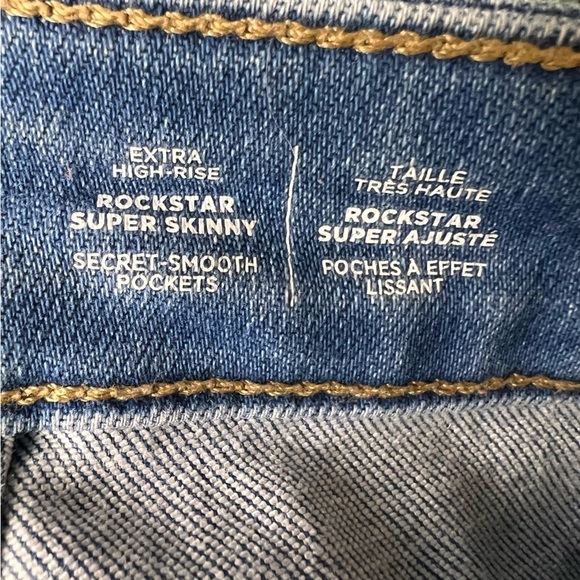 EXTRA
HIGH-RISE
ROCKSTAR
SUPER SKINNY
SECRET-SMOOTH
POCKETS
TAILLE
TRÈS HAUTE
ROCKSTAR
SUPER AJUSTÉ
POCHES À EFFET
LISSANT